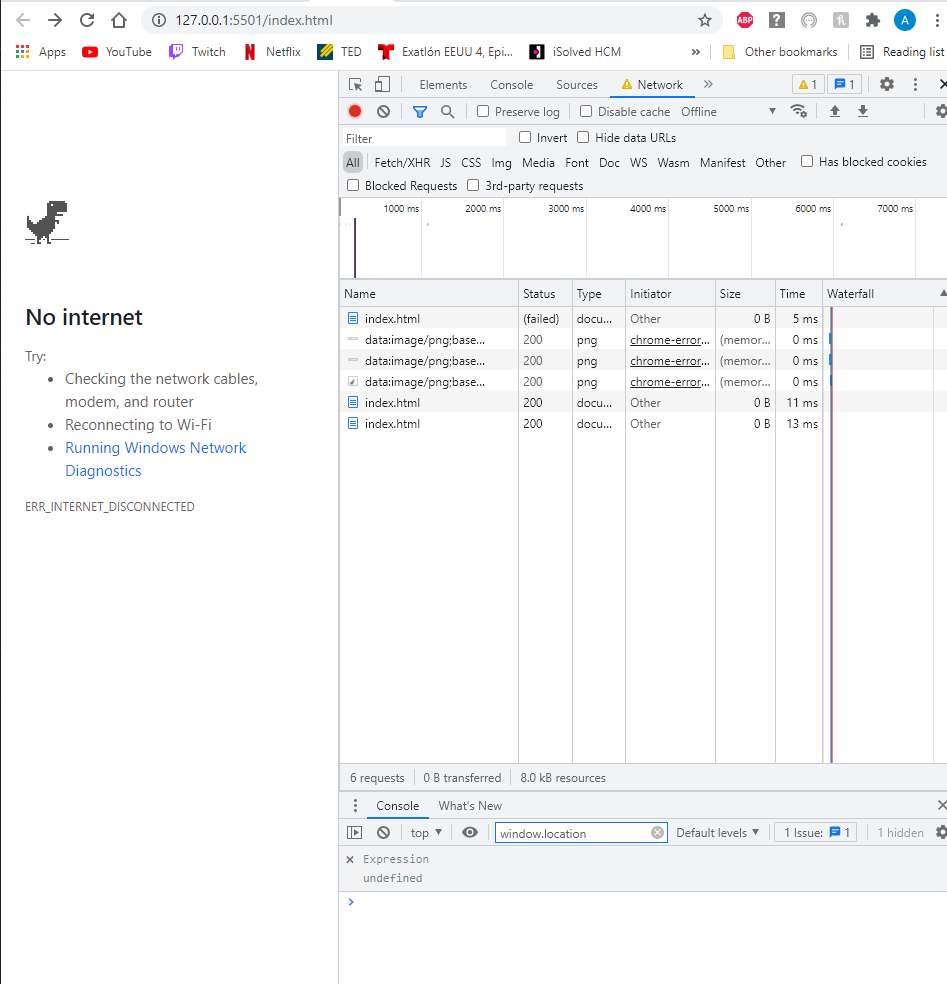 127.0.0.1:5501/index.html ABP ? A
Apps YouTube Twitch Netflix TED Exatlón EEUU 4, Epi... iSolved HCM » Other bookmarks Reading list
Elements Console Sources Network » 1 1
Preserve log Disable cache Offline
Filter Invert Hide data URLs
All Fetch/XHR JS CSS Img Media Font Doc WS Wasm Manifest Other Has blocked cookies
Blocked Requests 3rd-party requests
1000 ms 2000 ms 3000 ms 4000 ms 5000 ms 6000 ms 7000 ms
Name Status Type Initiator Size Time Waterfall
index.html (failed) docu... Other 0 B 5 ms
data:image/png;base... 200 png chrome-error... (memor... 0 ms
data:image/png;base... 200 png chrome-error... (memor... 0 ms
data:image/png;base... 200 png chrome-error... (memor... 0 ms
index.html 200 docu... Other 0 B 11 ms
index.html 200 docu... Other 0 B 13 ms
No internet
Try:
Checking the network cables,
modem, and router
Reconnecting to Wi-Fi
Running Windows Network
Diagnostics
ERR_INTERNET_DISCONNECTED
6 requests 0 B transferred 8.0 kB resources
Console What's New
top window.location Default levels 1 Issue: 1 1 hidden
Expression
undefined